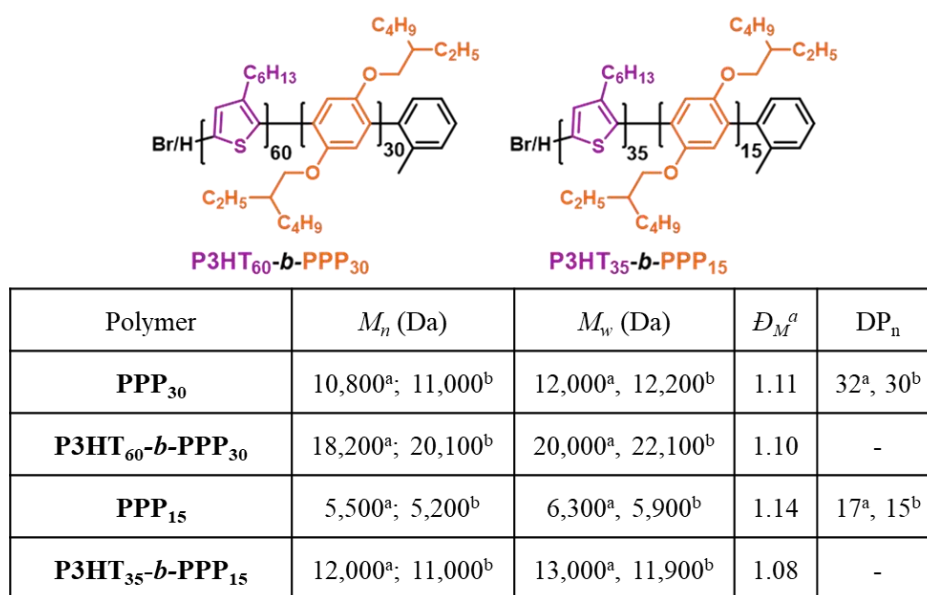 C₄H₉ C₄H₉
C₂H₅ C₂H₅
C₆H₁₃ O C₆H₁₃ O
Br/H S 60 30 Br/H S 35 15
O O
C₂H₅ C₂H₅
C₄H₉ C₄H₉
P3HT₆₀-b-PPP₃₀ P3HT₃₅-b-PPP₁₅
Polymer Mₙ (Da) M_w (Da) Đ_Mᵃ DPₙ
PPP₃₀ 10,800ᵃ; 11,000ᵇ 12,000ᵃ, 12,200ᵇ 1.11 32ᵃ, 30ᵇ
P3HT₆₀-b-PPP₃₀ 18,200ᵃ; 20,100ᵇ 20,000ᵃ, 22,100ᵇ 1.10 -
PPP₁₅ 5,500ᵃ; 5,200ᵇ 6,300ᵃ, 5,900ᵇ 1.14 17ᵃ, 15ᵇ
P3HT₃₅-b-PPP₁₅ 12,000ᵃ; 11,000ᵇ 13,000ᵃ, 11,900ᵇ 1.08 -